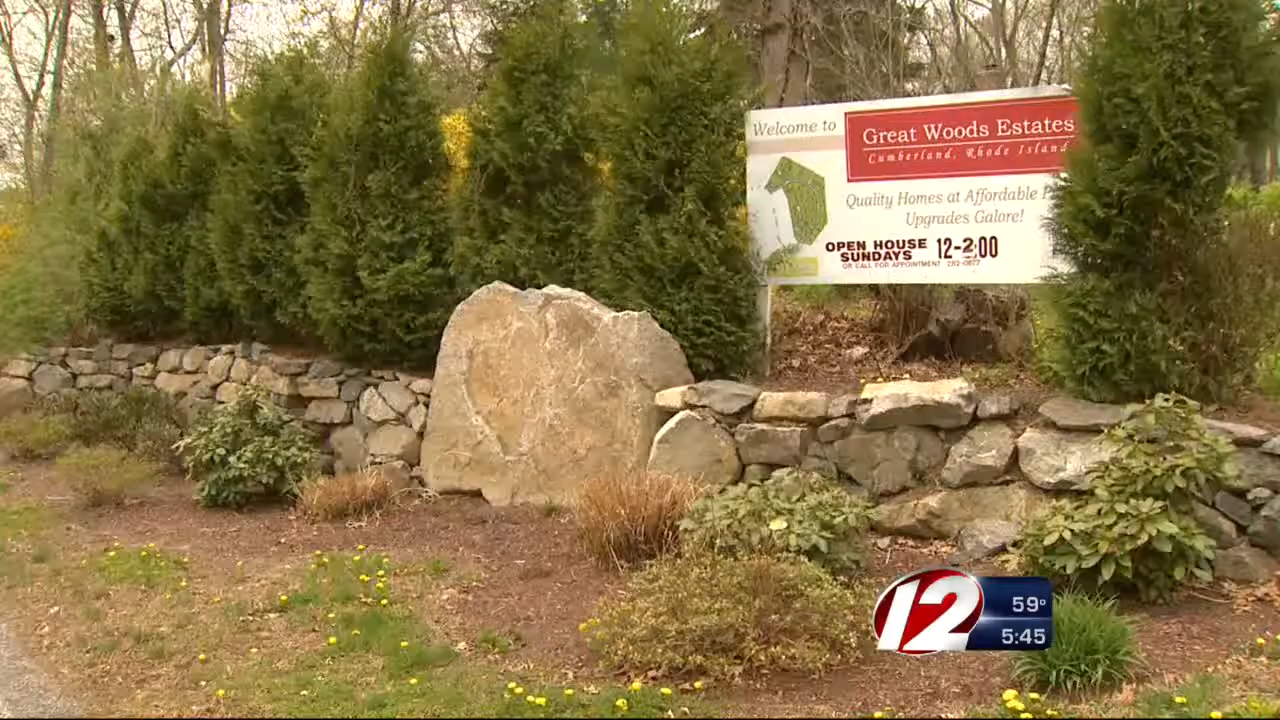 Welcome to
Great Woods Estates
Cumberland, Rhode Island
Quality Homes at Affordable
Upgrades Galore!
OPEN HOUSE
SUNDAYS
12-2:00
OR CALL FOR APPOINTMENT
12
59°
5:45